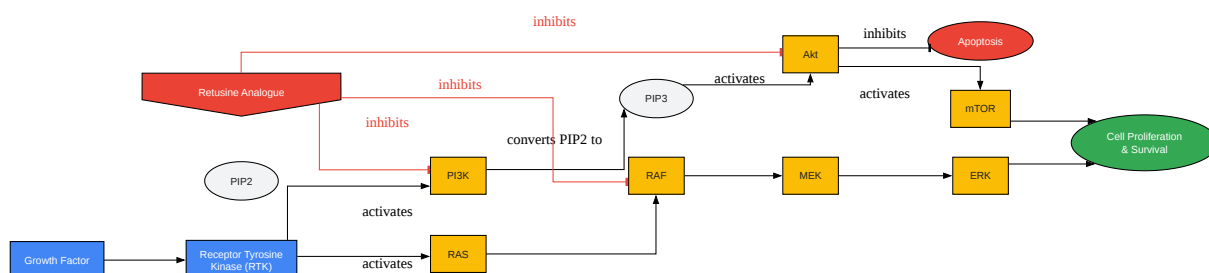 inhibits
inhibits
Apoptosis
Akt
inhibits
activates
Retusine Analogue
PIP3
activates
mTOR
inhibits
converts PIP2 to
Cell Proliferation
& Survival
PIP2
PI3K
RAF
MEK
ERK
activates
Growth Factor
Receptor Tyrosine
Kinase (RTK)
RAS
activates